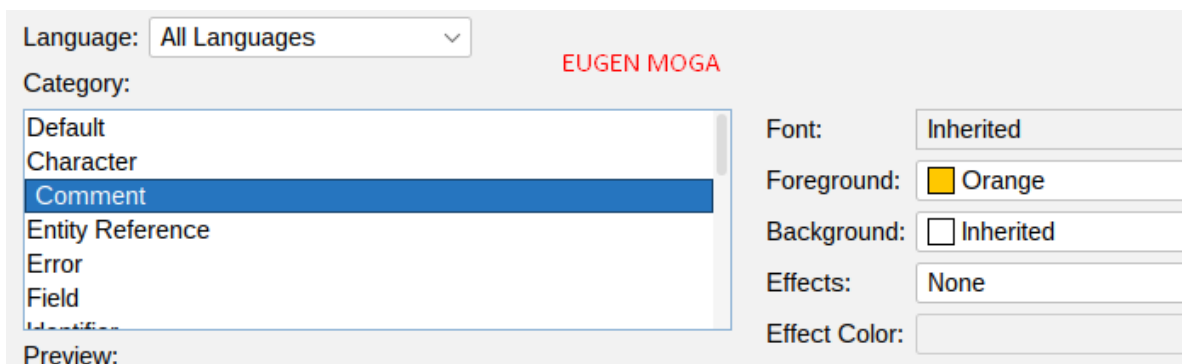 Language: All Languages
EUGEN MOGA
Category:
Default
Character
Comment
Entity Reference
Error
Field
Identifier
Preview:
Font: Inherited
Foreground: Orange
Background: Inherited
Effects: None
Effect Color: